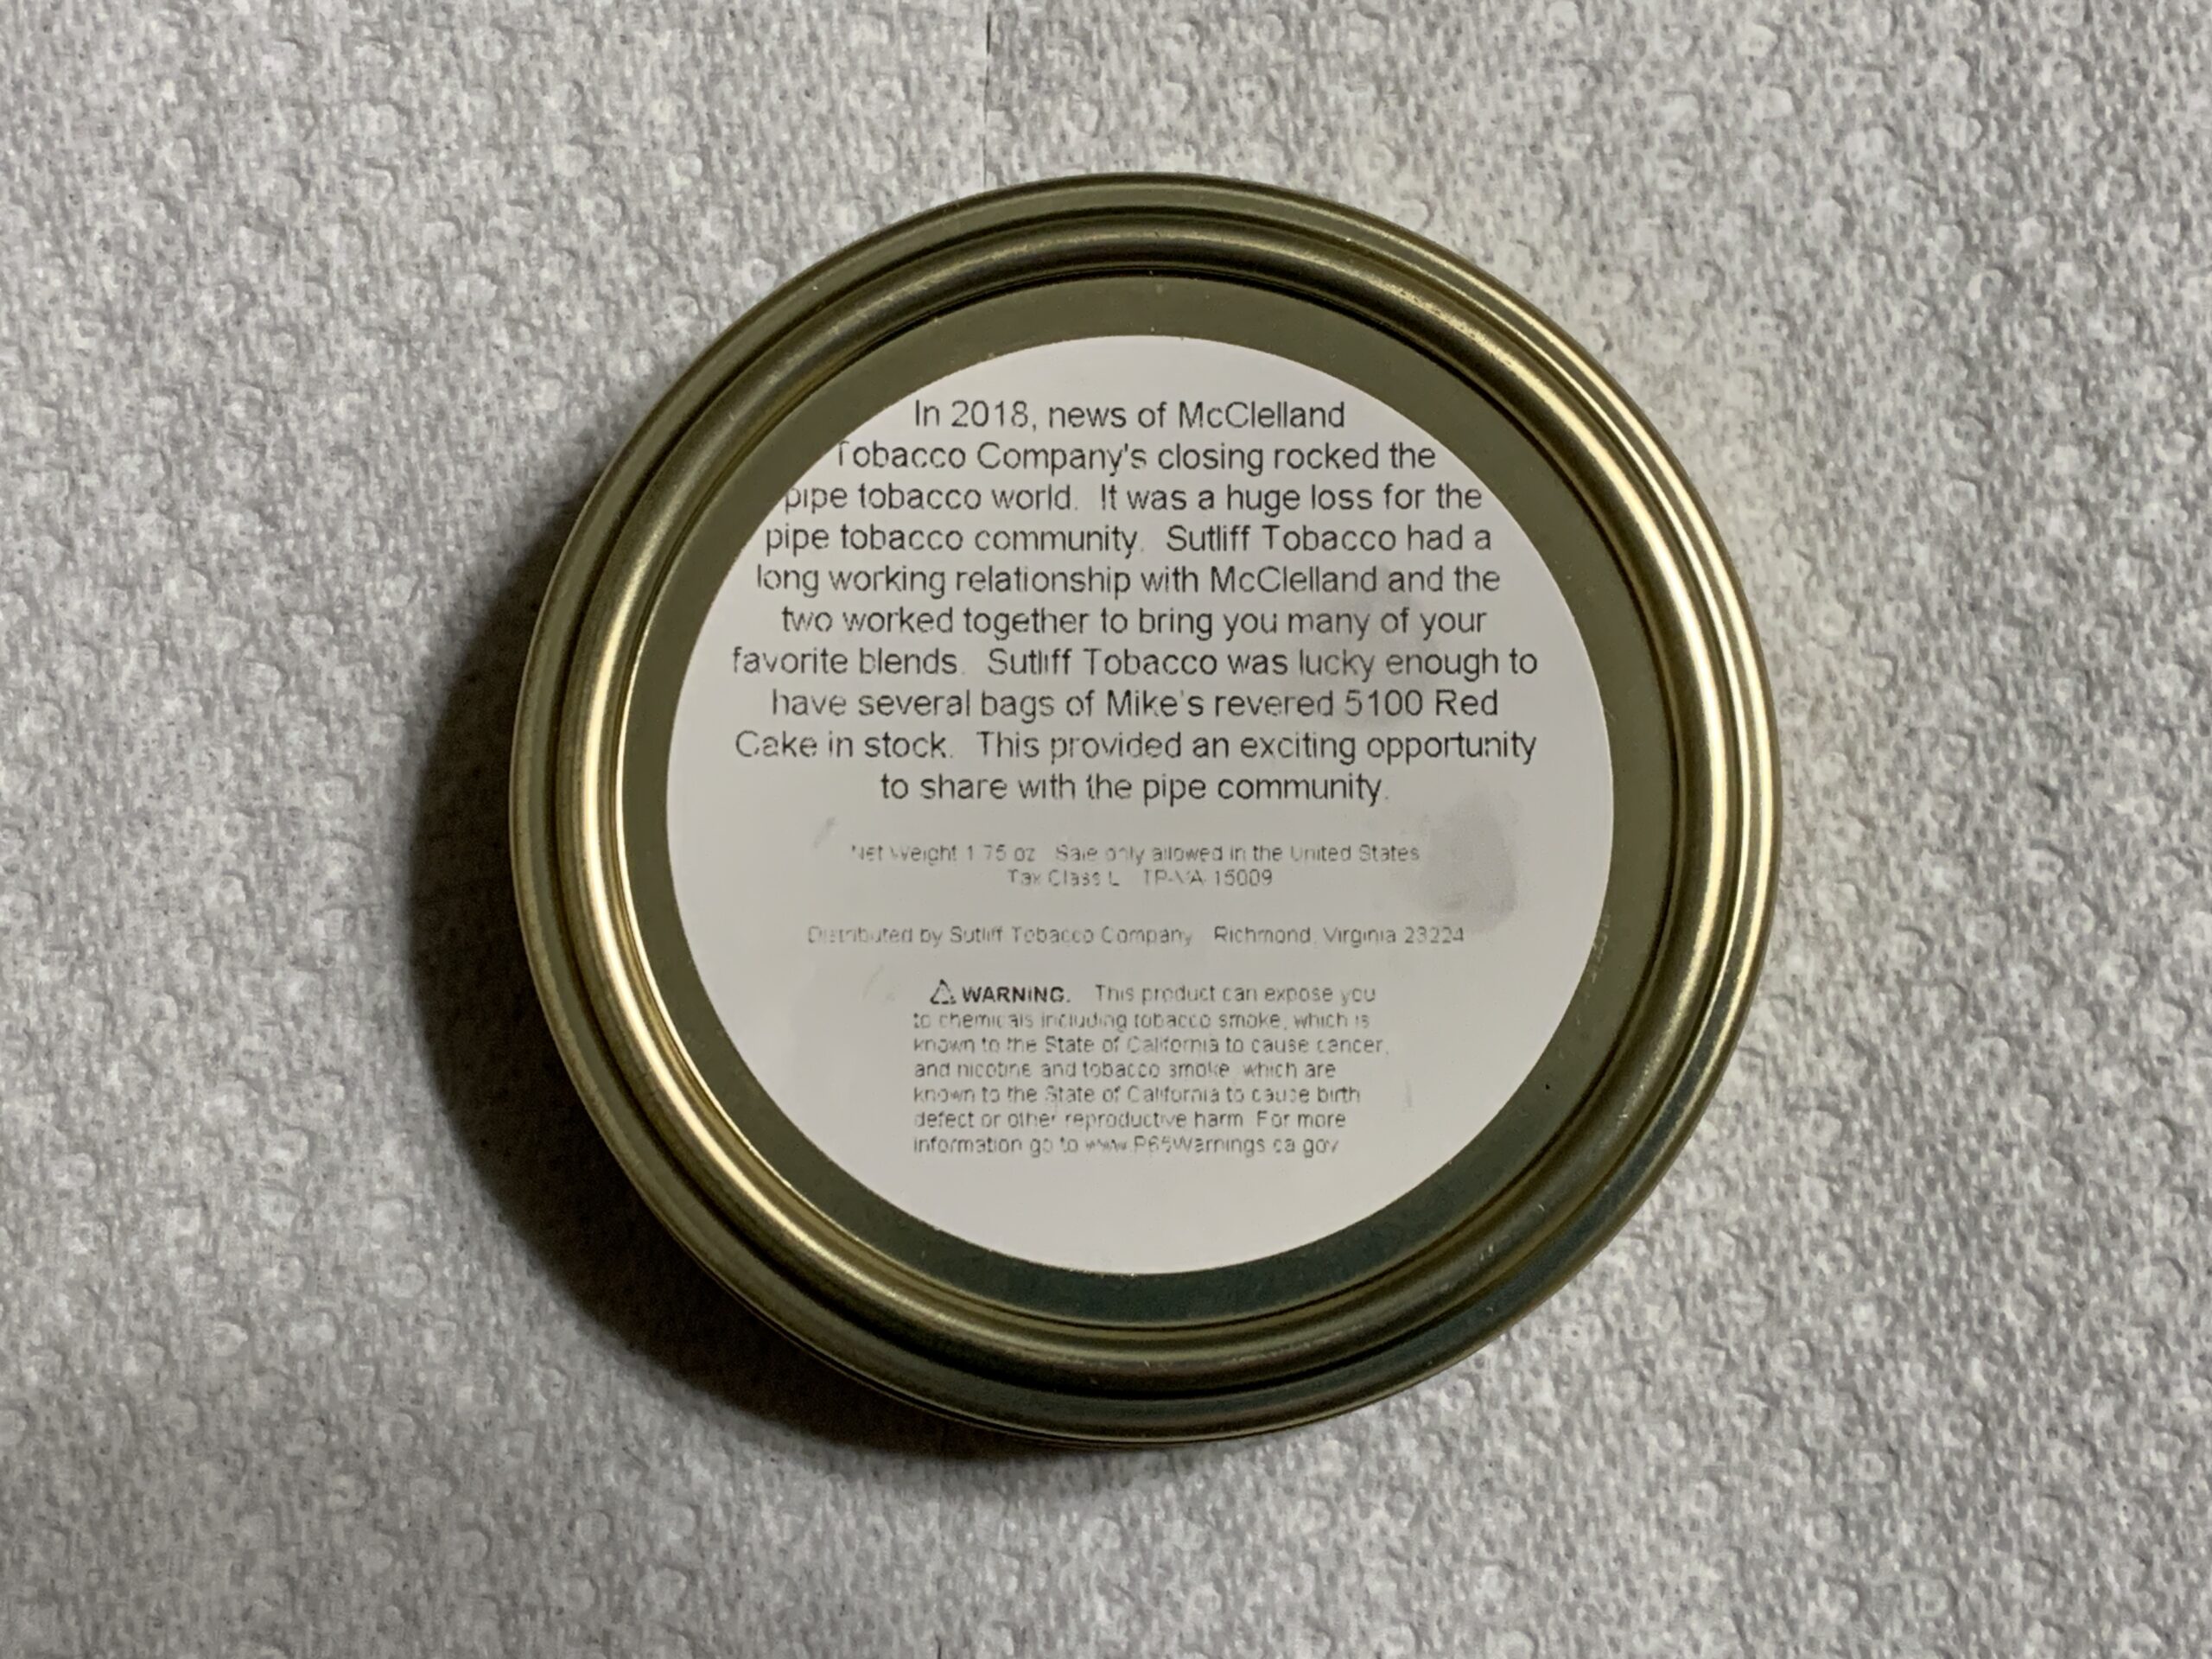 In 2018, news of McClelland
Tobacco Company's closing rocked the
pipe tobacco world. It was a huge loss for the
pipe tobacco community. Sutliff Tobacco had a
long working relationship with McClelland and the
two worked together to bring you many of your
favorite blends. Sutliff Tobacco was lucky enough to
have several bags of Mike's revered 5100 Red
Cake in stock. This provided an exciting opportunity
to share with the pipe community.
Net Weight 1.75 oz Sale only allowed in the United States
Tax Class L TP-VA-15009
Distributed by Sutliff Tobacco Company Richmond, Virginia 23224
⚠ WARNING. This product can expose you
to chemicals including tobacco smoke, which is
known to the State of California to cause cancer,
and nicotine and tobacco smoke, which are
known to the State of California to cause birth
defect or other reproductive harm. For more
information go to www.P65Warnings.ca.gov